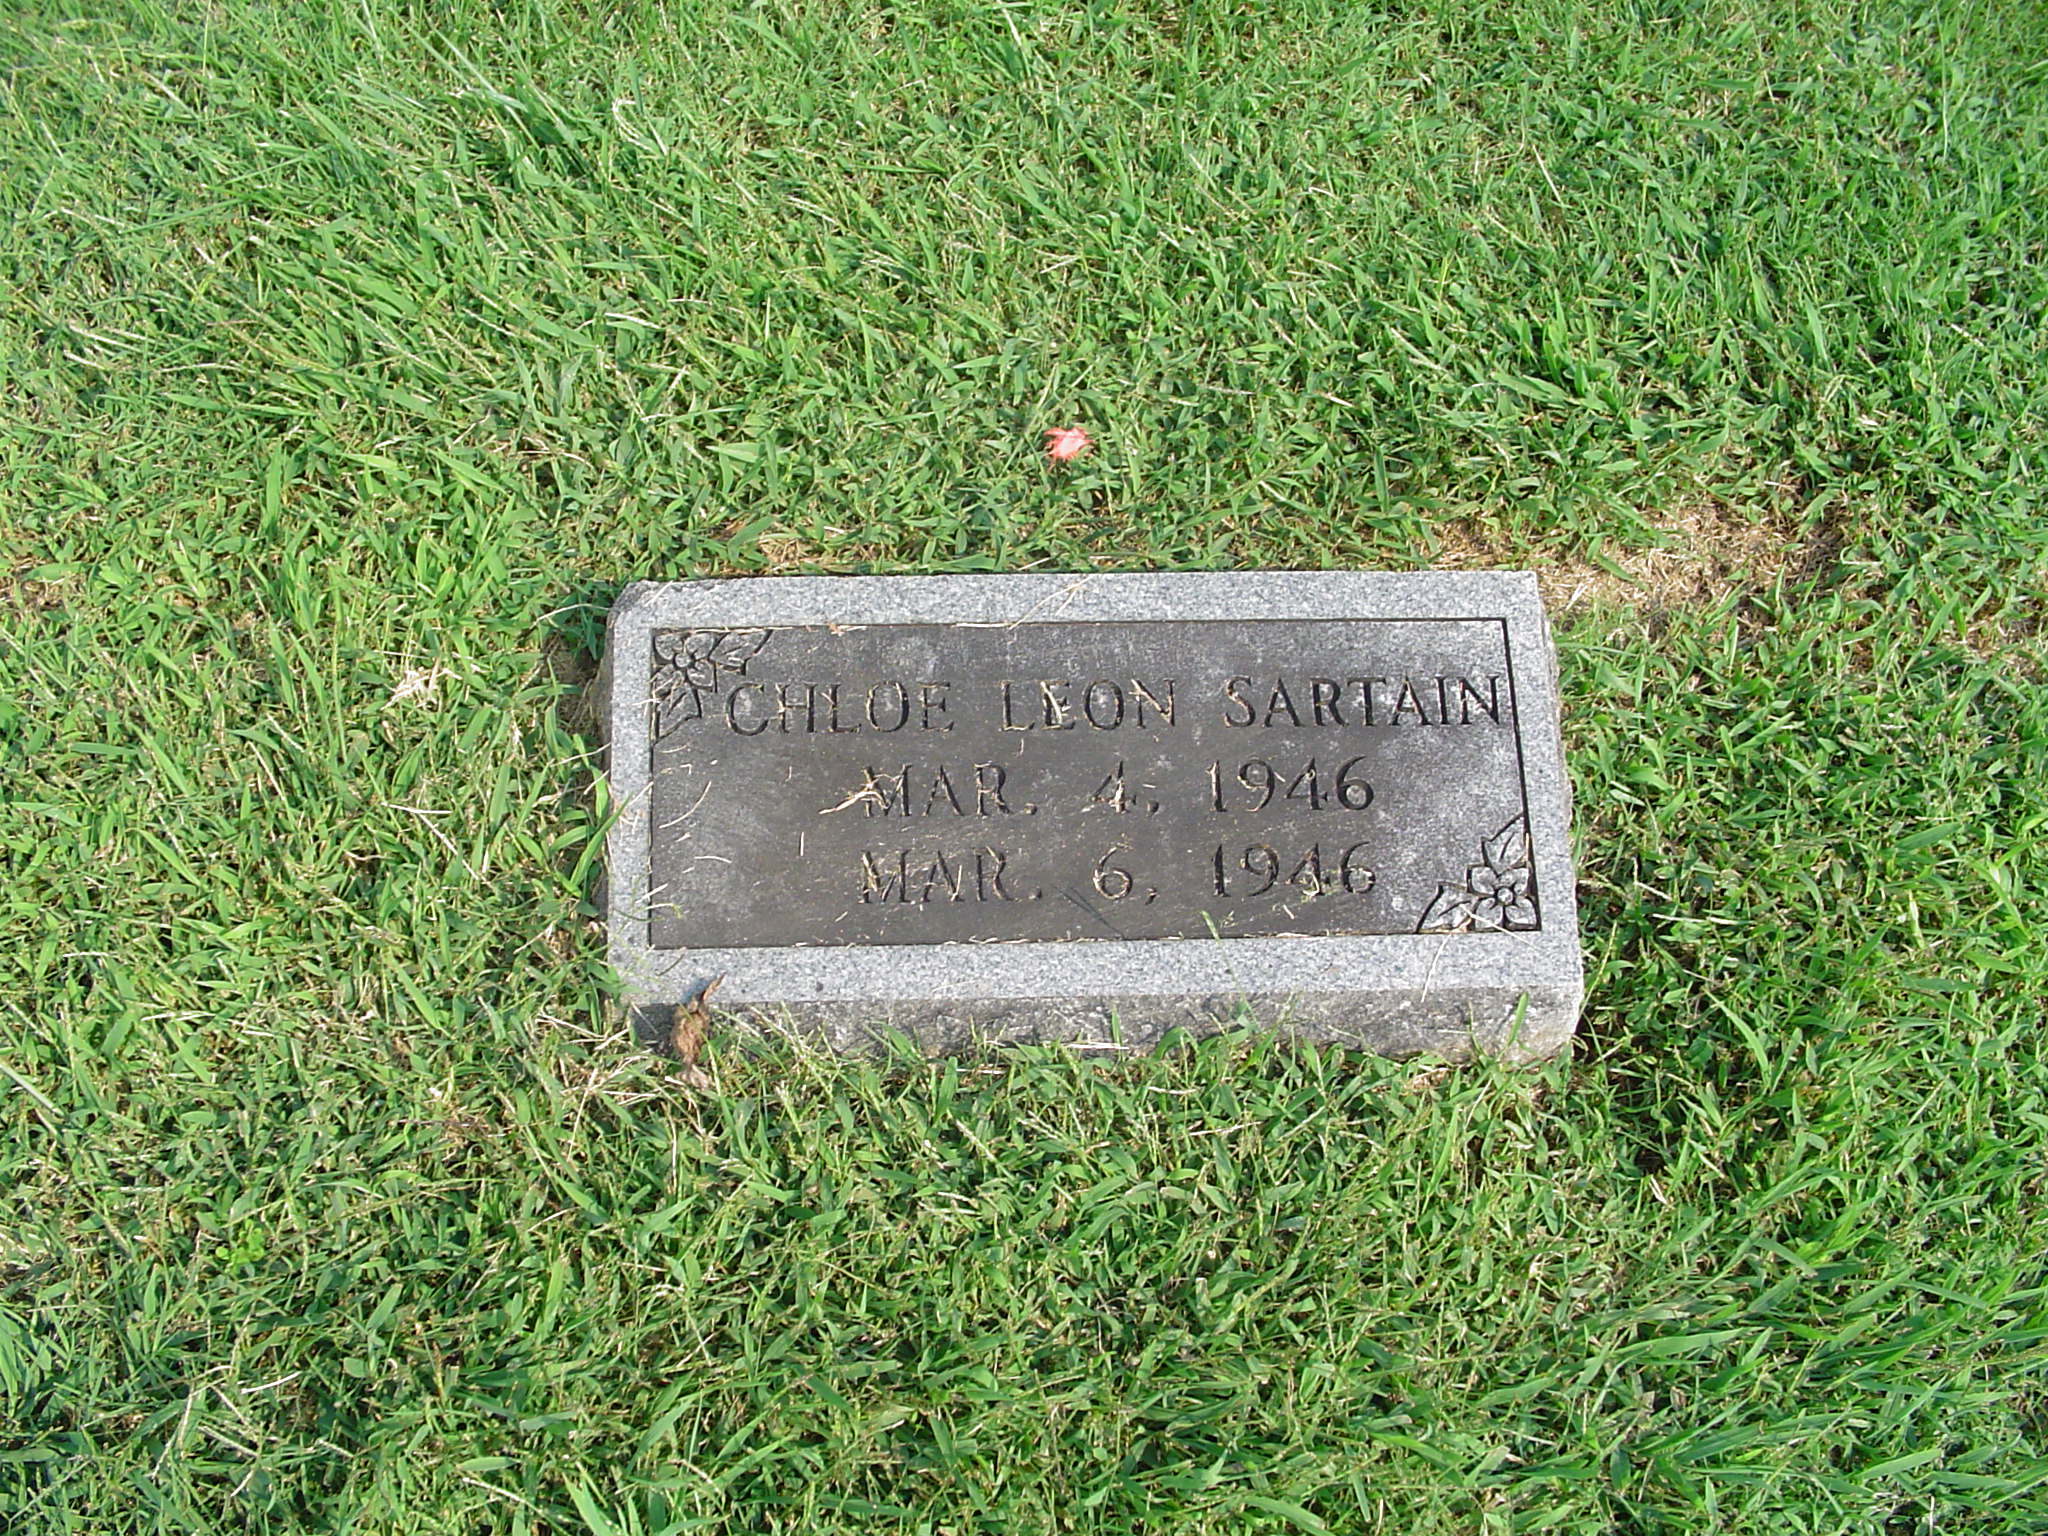 CHLOE LEON SARTAIN
MAR. 4, 1946
MAR. 6, 1946